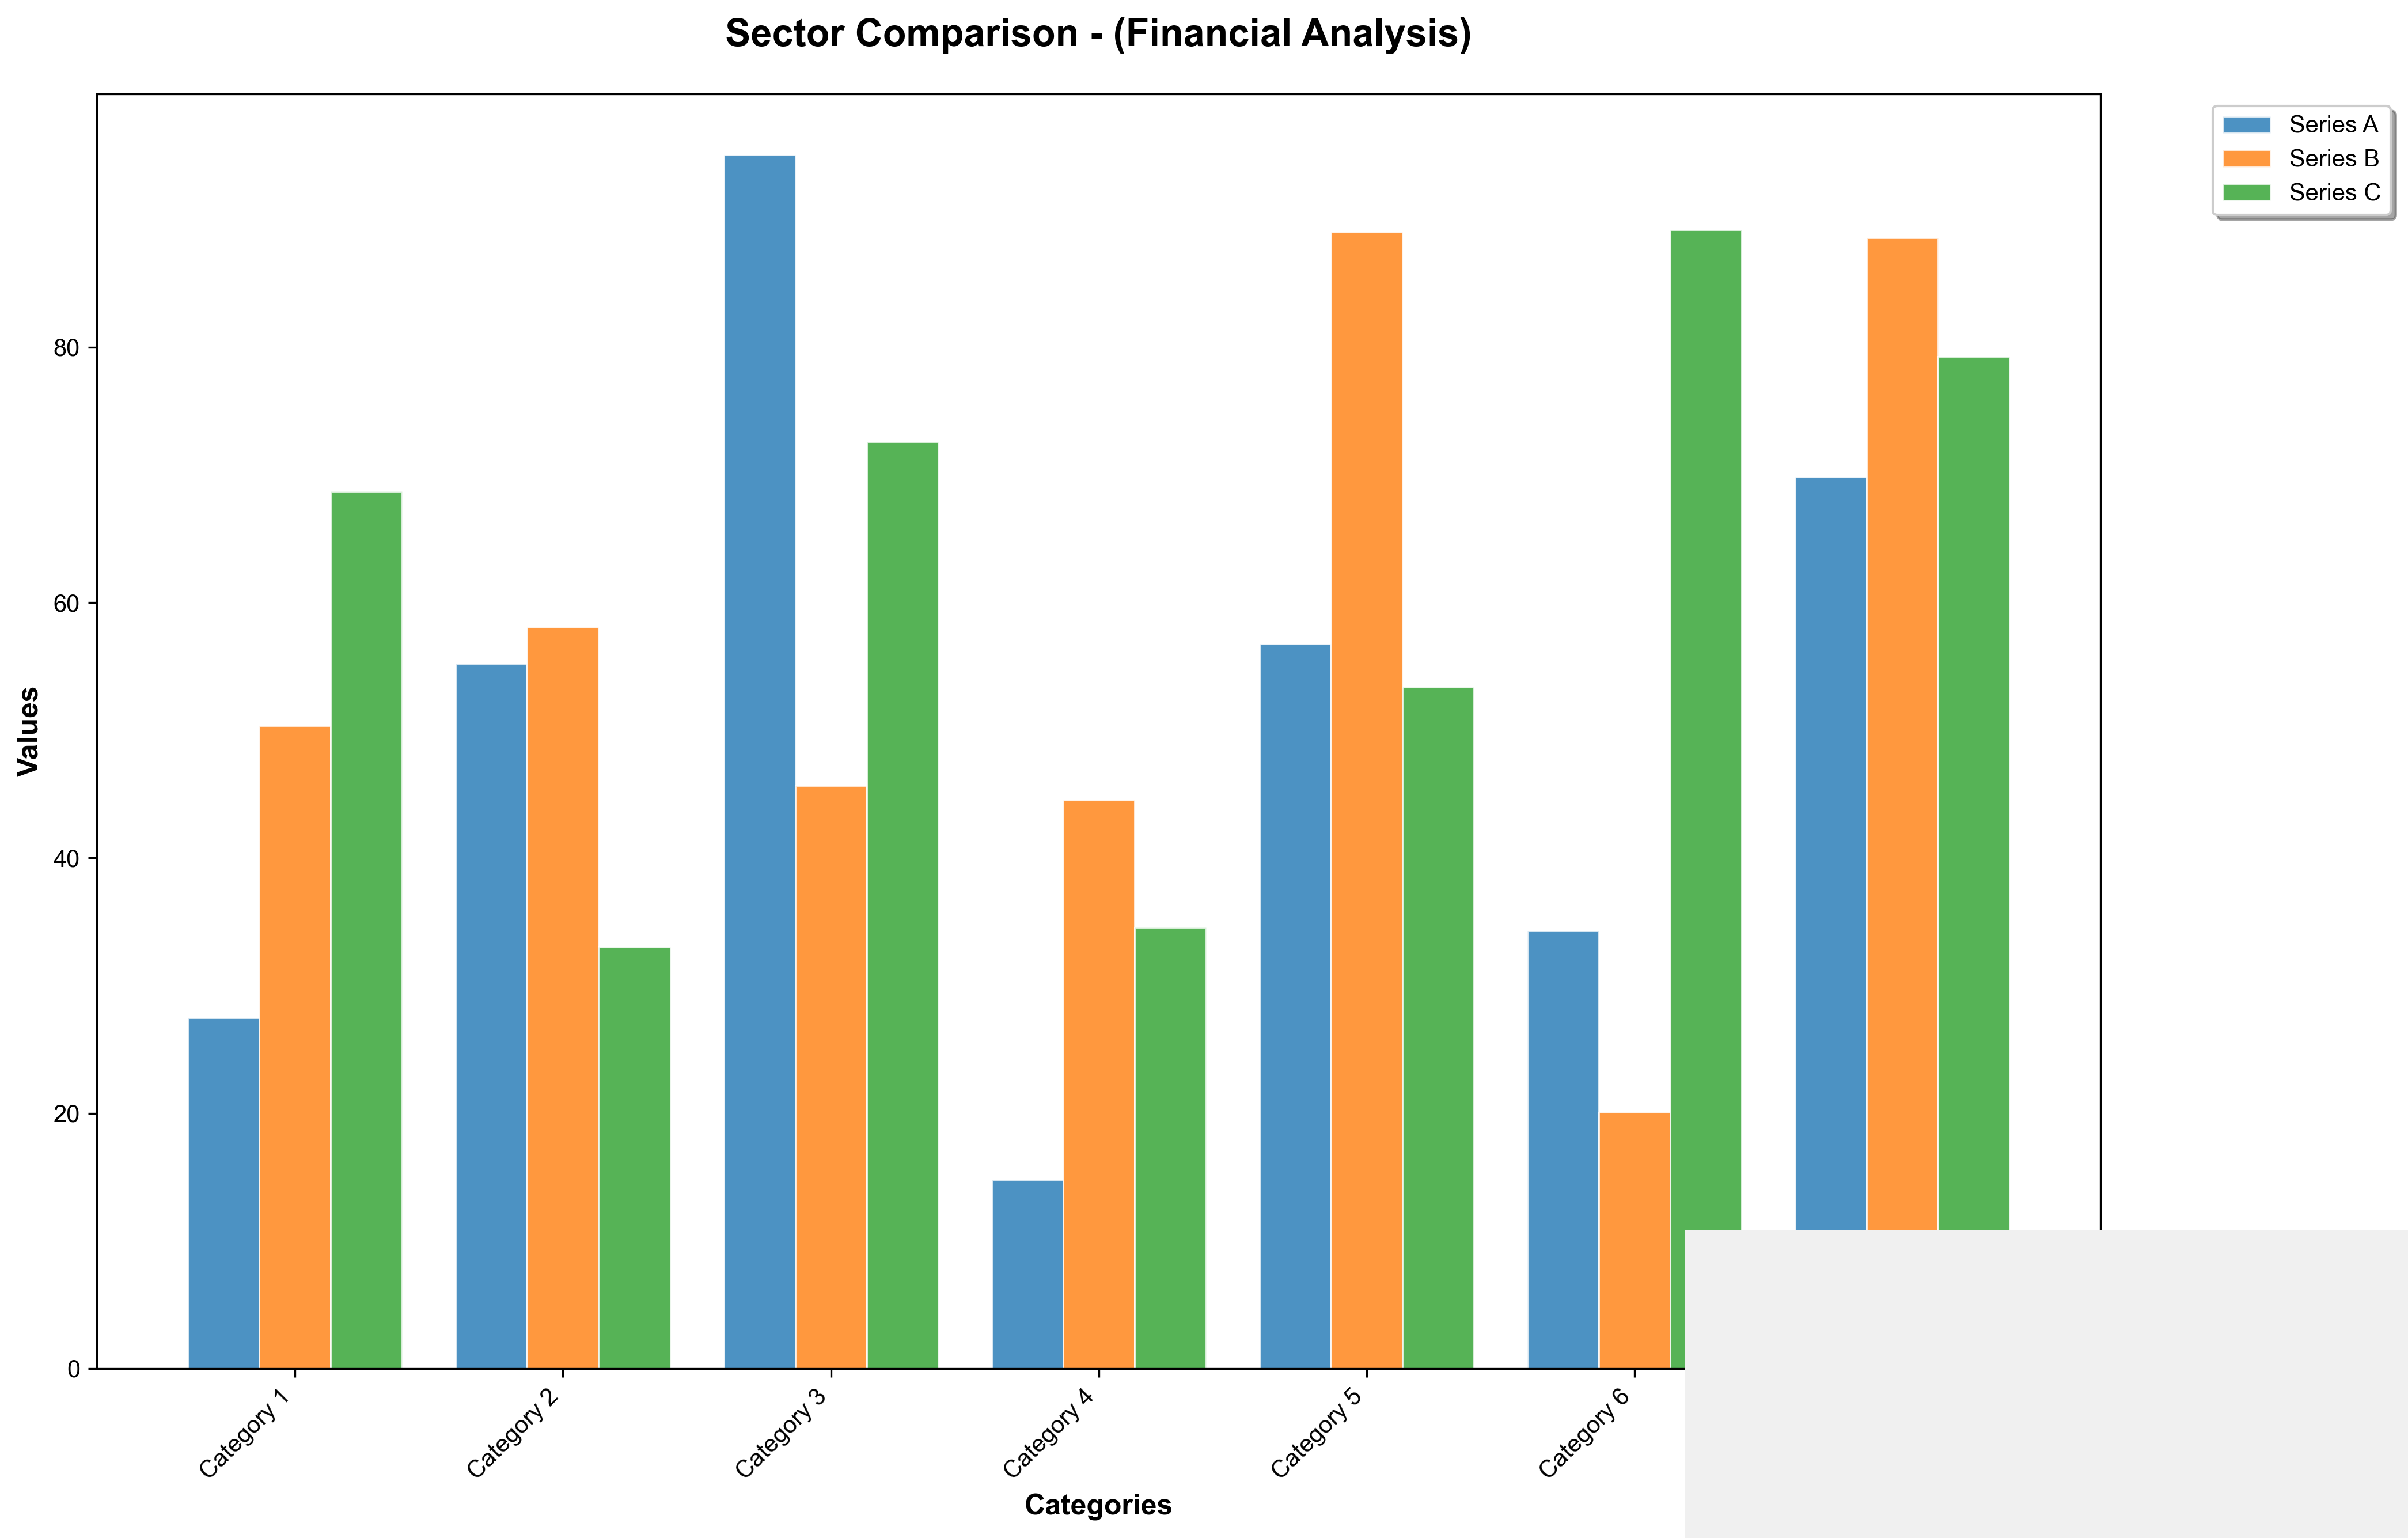 Sector Comparison - (Financial Analysis)
Series A
Series B
Series C
80
60
40
20
0
Values
Category 1
Category 2
Category 3
Category 4
Category 5
Category 6
Categories